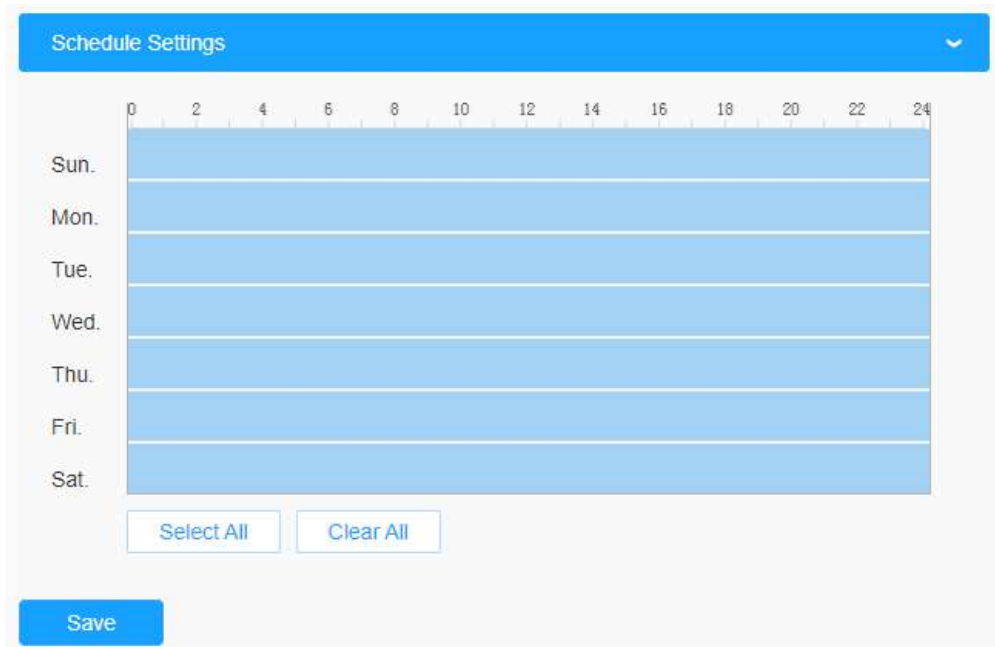 Schedule Settings
0 2 4 6 8 10 12 14 16 18 20 22 24
Sun.
Mon.
Tue.
Wed.
Thu.
Fri.
Sat.
Select All Clear All
Save